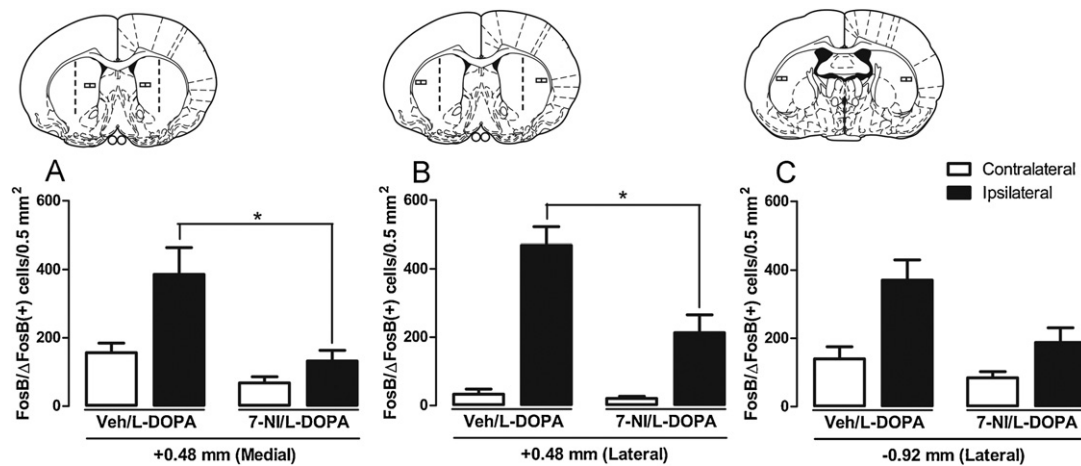 A
FosB/ΔFosB(+) cells/0.5 mm²
600
400
200
0
Veh/L-DOPA 7-NI/L-DOPA
+0.48 mm (Medial)
*
B
FosB/ΔFosB(+) cells/0.5 mm²
600
400
200
0
Veh/L-DOPA 7-NI/L-DOPA
+0.48 mm (Lateral)
*
C
Contralateral
Ipsilateral
FosB/ΔFosB(+) cells/0.5 mm²
600
400
200
0
Veh/L-DOPA 7-NI/L-DOPA
-0.92 mm (Lateral)